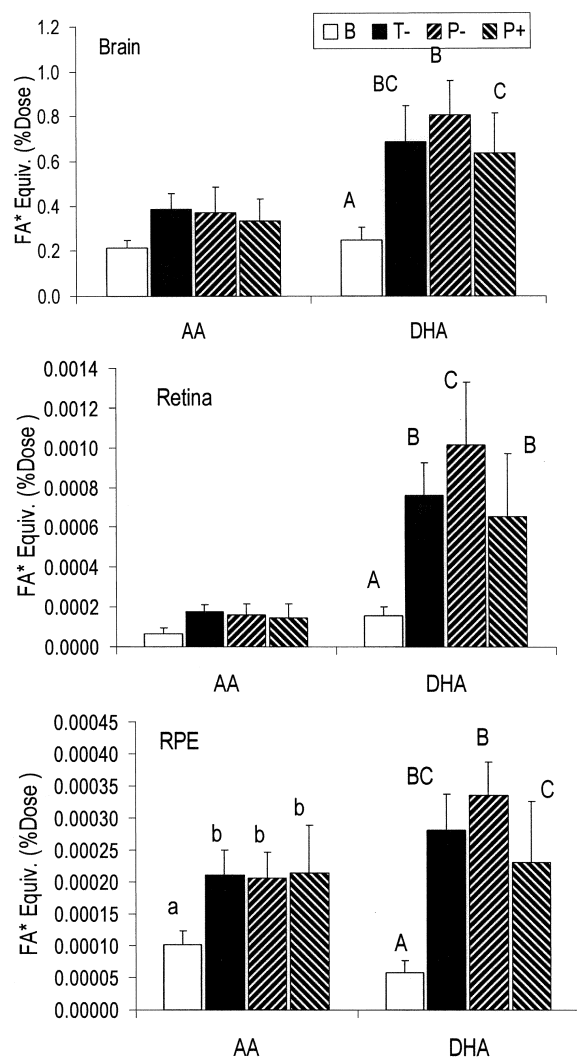 B T- P- P+
Brain
FA* Equiv. (%Dose )
1.2
1.0
0.8
0.6
0.4
0.2
0.0
A
BC
B
C
AA DHA
Retina
FA* Equiv. (%Dose )
0.0014
0.0012
0.0010
0.0008
0.0006
0.0004
0.0002
0.0000
A
B
C
B
AA DHA
RPE
FA* Equiv. (%Dose )
0.00045
0.00040
0.00035
0.00030
0.00025
0.00020
0.00015
0.00010
0.00005
0.00000
a
b
b
b
A
BC
B
C
AA DHA